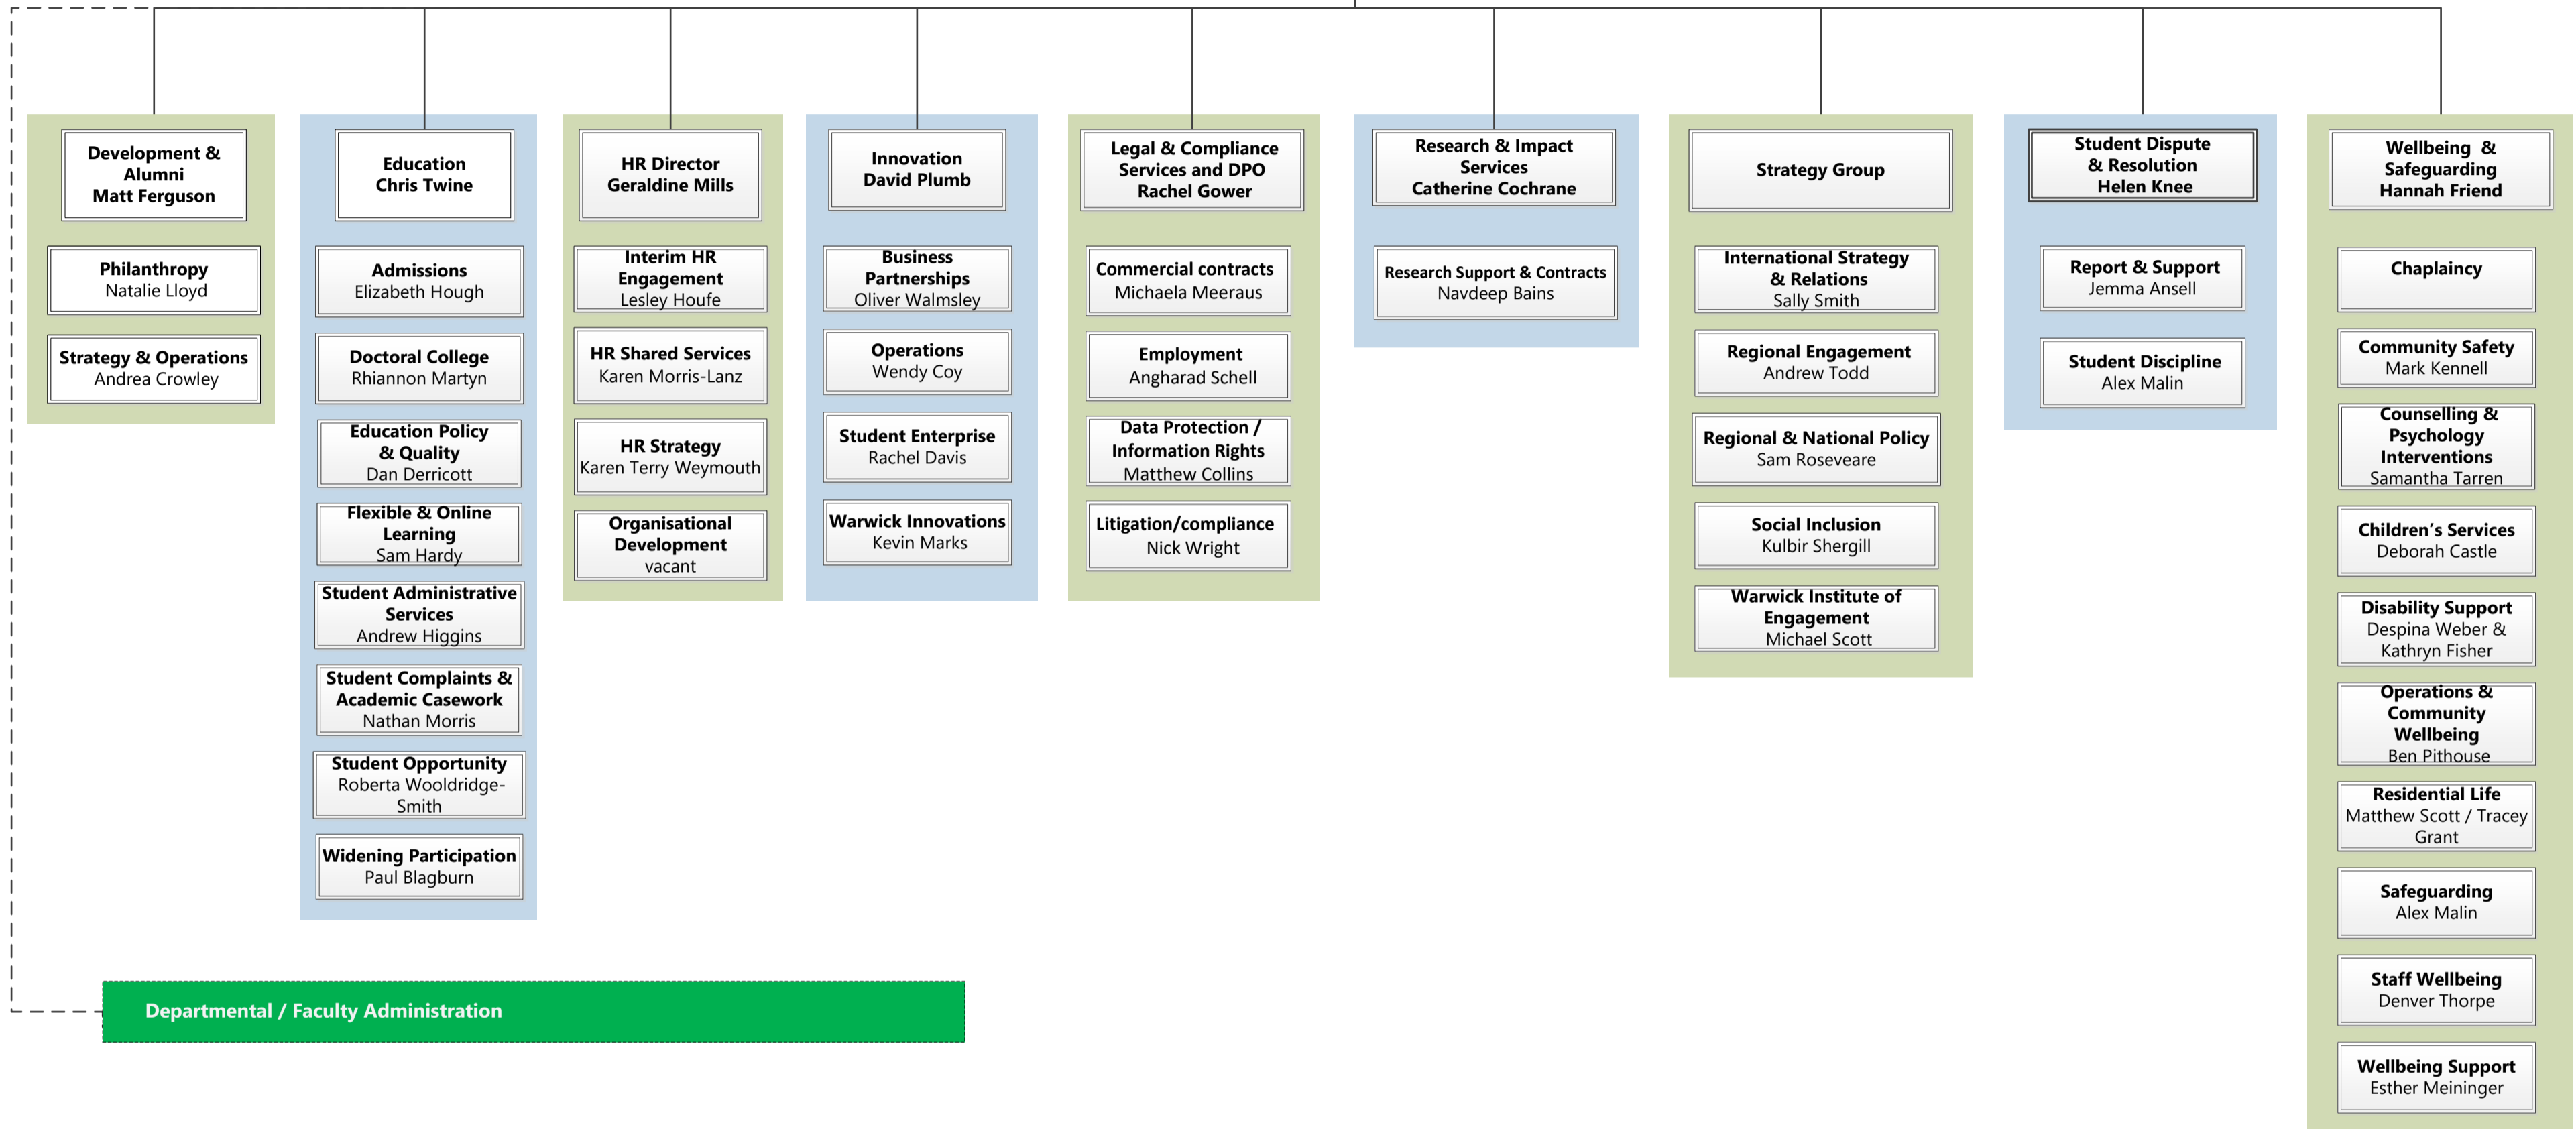 Development &
Alumni
Matt Ferguson
Philanthropy
Natalie Lloyd
Strategy & Operations
Andrea Crowley
Education
Chris Twine
Admissions
Elizabeth Hough
Doctoral College
Rhiannon Martyn
Education Policy
& Quality
Dan Derricott
Flexible & Online
Learning
Sam Hardy
Student Administrative
Services
Andrew Higgins
Student Complaints &
Academic Casework
Nathan Morris
Student Opportunity
Roberta Wooldridge-
Smith
Widening Participation
Paul Blagburn
HR Director
Geraldine Mills
Interim HR
Engagement
Lesley Houfe
HR Shared Services
Karen Morris-Lanz
HR Strategy
Karen Terry Weymouth
Organisational
Development
vacant
Innovation
David Plumb
Business
Partnerships
Oliver Walmsley
Operations
Wendy Coy
Student Enterprise
Rachel Davis
Warwick Innovations
Kevin Marks
Legal & Compliance
Services and DPO
Rachel Gower
Commercial contracts
Michaela Meeraus
Employment
Angharad Schell
Data Protection /
Information Rights
Matthew Collins
Litigation/compliance
Nick Wright
Research & Impact
Services
Catherine Cochrane
Research Support & Contracts
Navdeep Bains
Strategy Group
International Strategy
& Relations
Sally Smith
Regional Engagement
Andrew Todd
Regional & National Policy
Sam Roseveare
Social Inclusion
Kulbir Shergill
Warwick Institute of
Engagement
Michael Scott
Student Dispute
& Resolution
Helen Knee
Report & Support
Jemma Ansell
Student Discipline
Alex Malin
Wellbeing &
Safeguarding
Hannah Friend
Chaplaincy
Community Safety
Mark Kennell
Counselling &
Psychology
Interventions
Samantha Tarren
Children’s Services
Deborah Castle
Disability Support
Despina Weber &
Kathryn Fisher
Operations &
Community
Wellbeing
Ben Pithouse
Residential Life
Matthew Scott / Tracey
Grant
Safeguarding
Alex Malin
Staff Wellbeing
Denver Thorpe
Wellbeing Support
Esther Meininger
Departmental / Faculty Administration